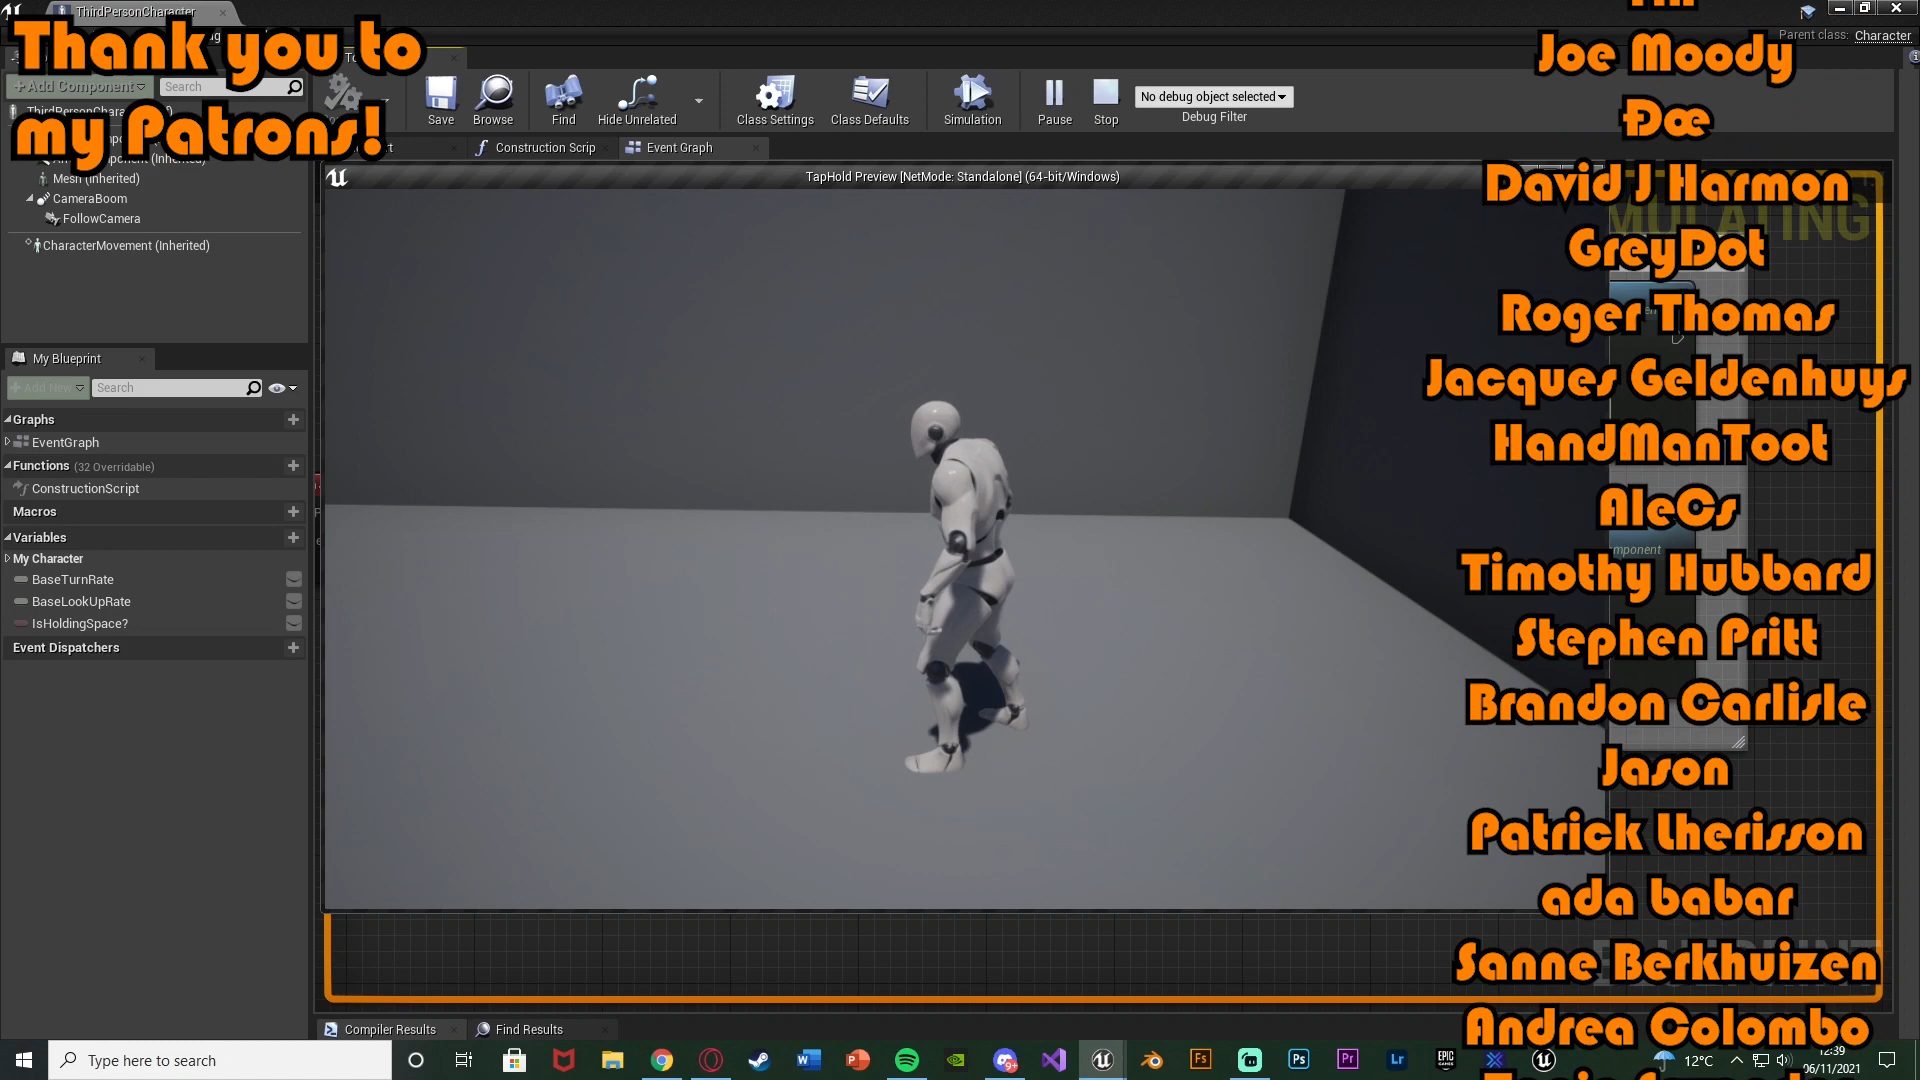 ThirdPersonCharacter
Parent class: Character
Thank you to
my Patrons!
Add Component
Search
Mesh (Inherited)
CameraBoom
FollowCamera
CharacterMovement (Inherited)
Save
Browse
Find
Hide Unrelated
Class Settings
Class Defaults
Simulation
Pause
Stop
No debug object selected
Debug Filter
Construction Scrip
Event Graph
TapHold Preview [NetMode: Standalone] (64-bit/Windows)
My Blueprint
Add New
Search
Graphs
EventGraph
Functions (32 Overridable)
ConstructionScript
Macros
Variables
My Character
BaseTurnRate
BaseLookUpRate
IsHoldingSpace?
Event Dispatchers
Joe Moody
Đœ
David J Harmon
GreyDot
Roger Thomas
Jacques Geldenhuys
HandManToot
AleCs
Timothy Hubbard
Stephen Pritt
Brandon Carlisle
Jason
Patrick Lherisson
ada babar
Sanne Berkhuizen
Andrea Colombo
Compiler Results
Find Results
Type here to search
12°C
12:39
06/11/2021